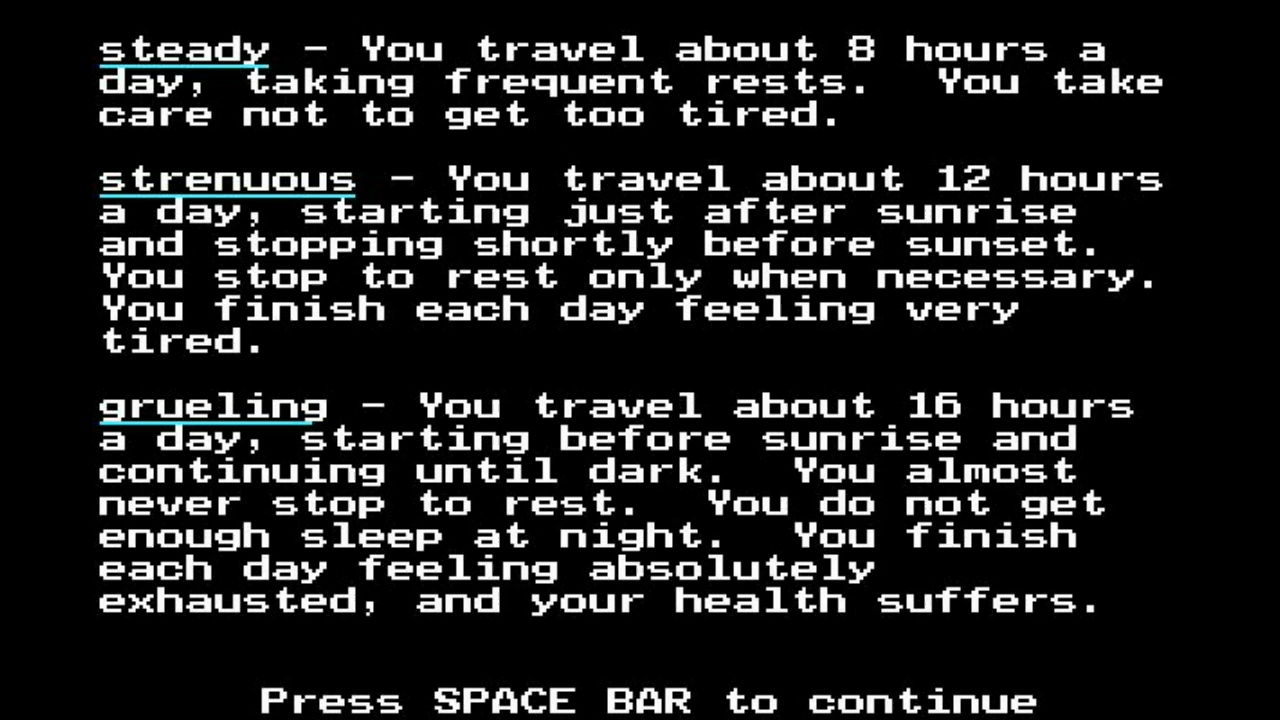 steady - You travel about 8 hours a
day, taking frequent rests.  You take
care not to get too tired.
strenuous - You travel about 12 hours
a day, starting just after sunrise
and stopping shortly before sunset.
You stop to rest only when necessary.
You finish each day feeling very
tired.
grueling - You travel about 16 hours
a day, starting before sunrise and
continuing until dark.  You almost
never stop to rest.  You do not get
enough sleep at night.  You finish
each day feeling absolutely
exhausted, and your health suffers.
Press SPACE BAR to continue